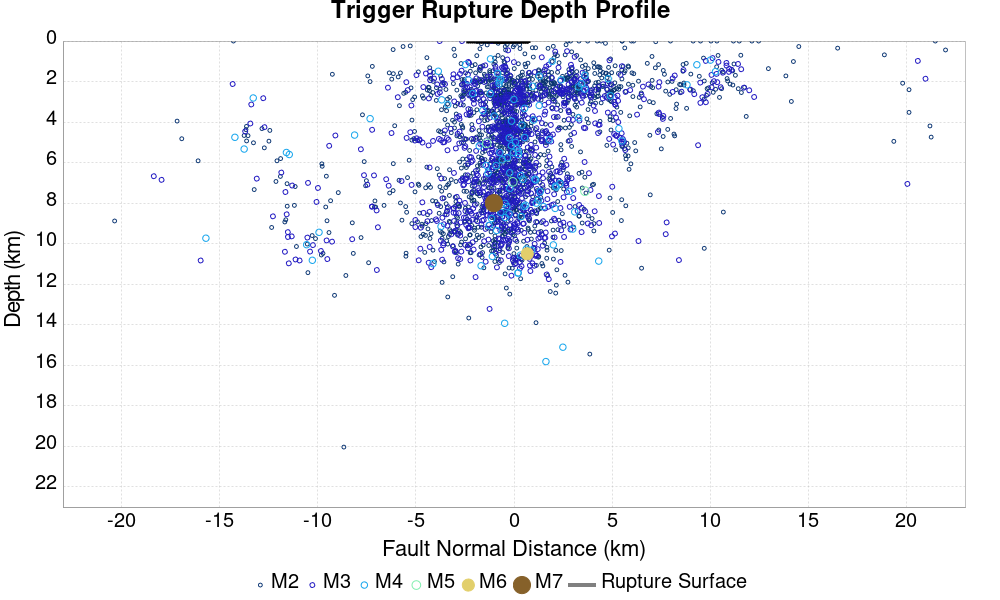 Trigger Rupture Depth Profile
0
2
4
6
8
10
12
14
16
18
20
22
Depth (km)
-20 -15 -10 -5 0 5 10 15 20
Fault Normal Distance (km)
M2 M3 M4 M5 M6 M7 Rupture Surface